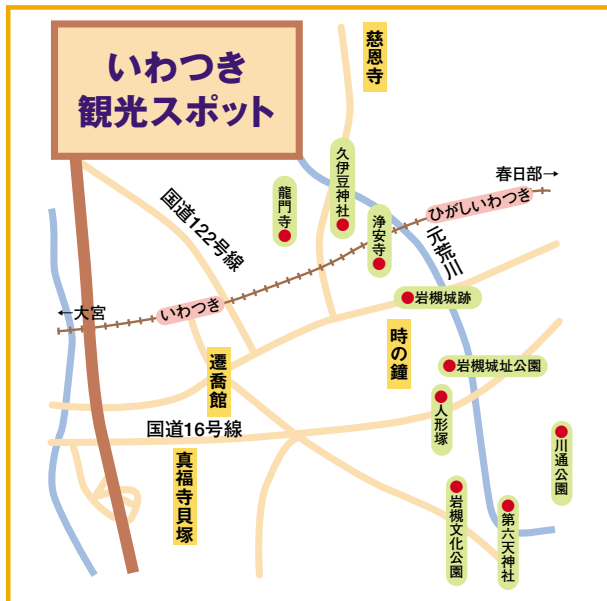 いわつき
観光スポット
慈恩寺
久伊豆神社
龍門寺
浄安寺
春日部→
ひがしいわつき
元荒川
国道122号線
←大宮
いわつき
岩槻城跡
時の鐘
遷喬館
岩槻城址公園
人形塚
国道16号線
川通公園
真福寺貝塚
岩槻文化公園
第六天神社